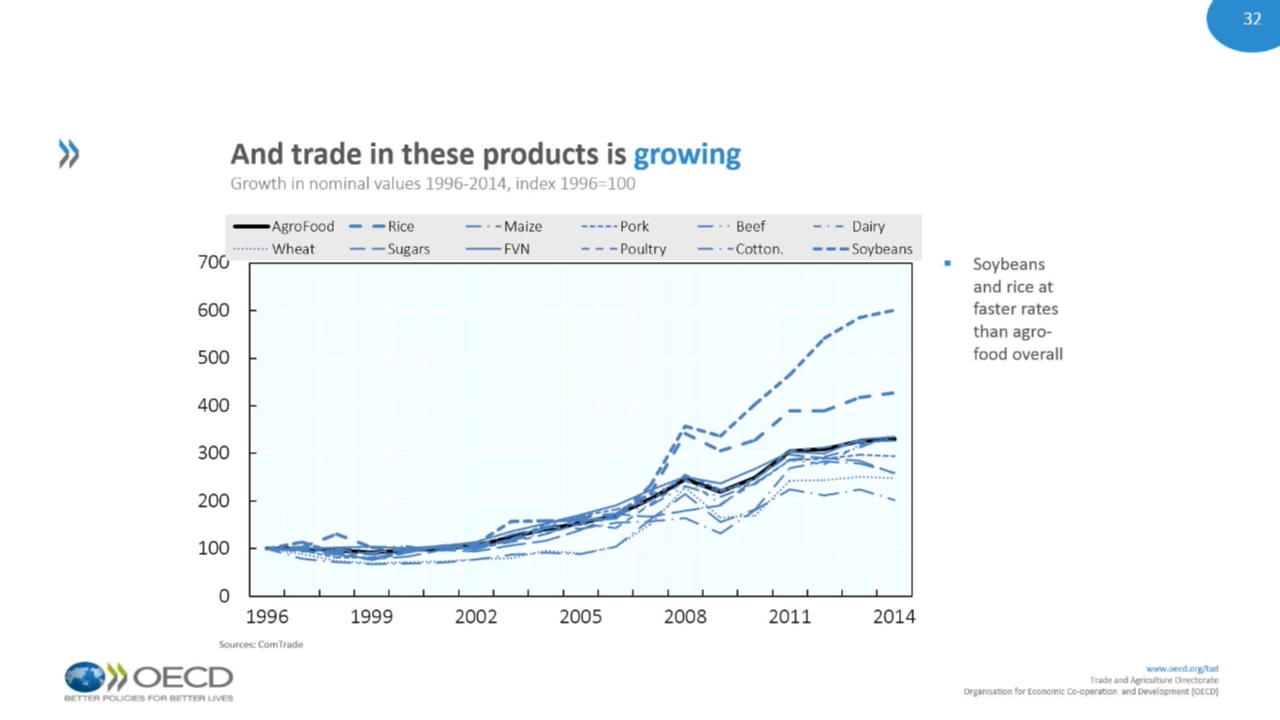 32
And trade in these products is growing
Growth in nominal values 1996-2014, index 1996=100
AgroFood Rice Maize Pork Beef Dairy
Wheat Sugars FVN Poultry Cotton. Soybeans
700
600
500
400
300
200
100
0
1996 1999 2002 2005 2008 2011 2014
Soybeans
and rice at
faster rates
than agro-
food overall
Sources: ComTrade
OECD
BETTER POLICIES FOR BETTER LIVES
www.oecd.org/tad
Trade and Agriculture Directorate
Organisation for Economic Co-operation and Development (OECD)